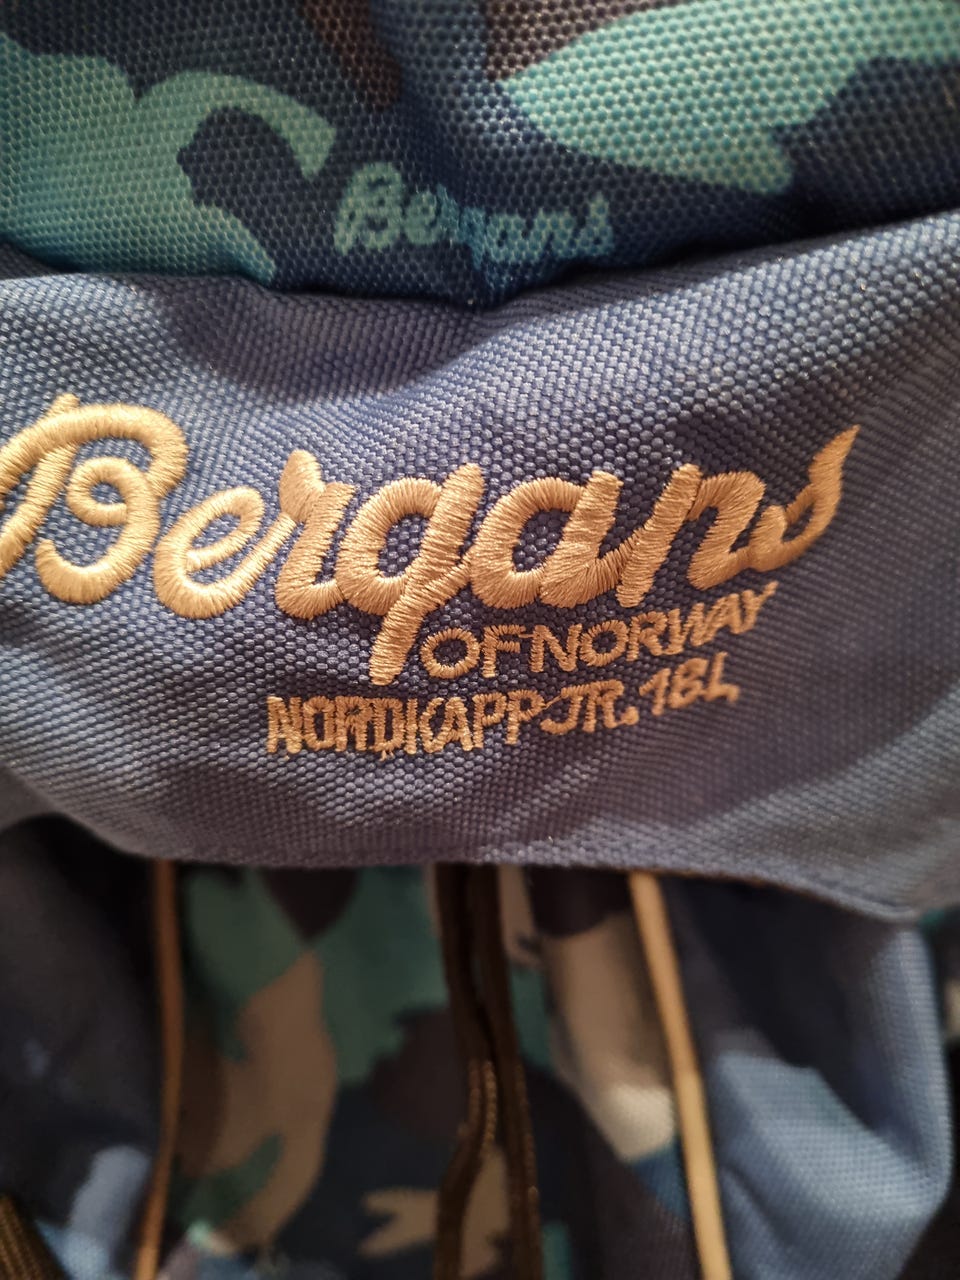 Bergans
Bergans
OF NORWAY
NORDKAPP JR. 18L